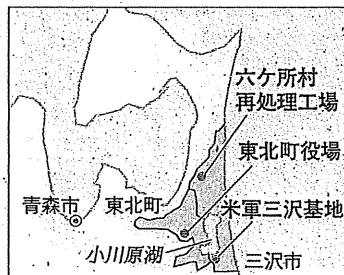 六ケ所村
再処理工場
東北町役場
青森市
東北町
米軍三沢基地
小川原湖
三沢市